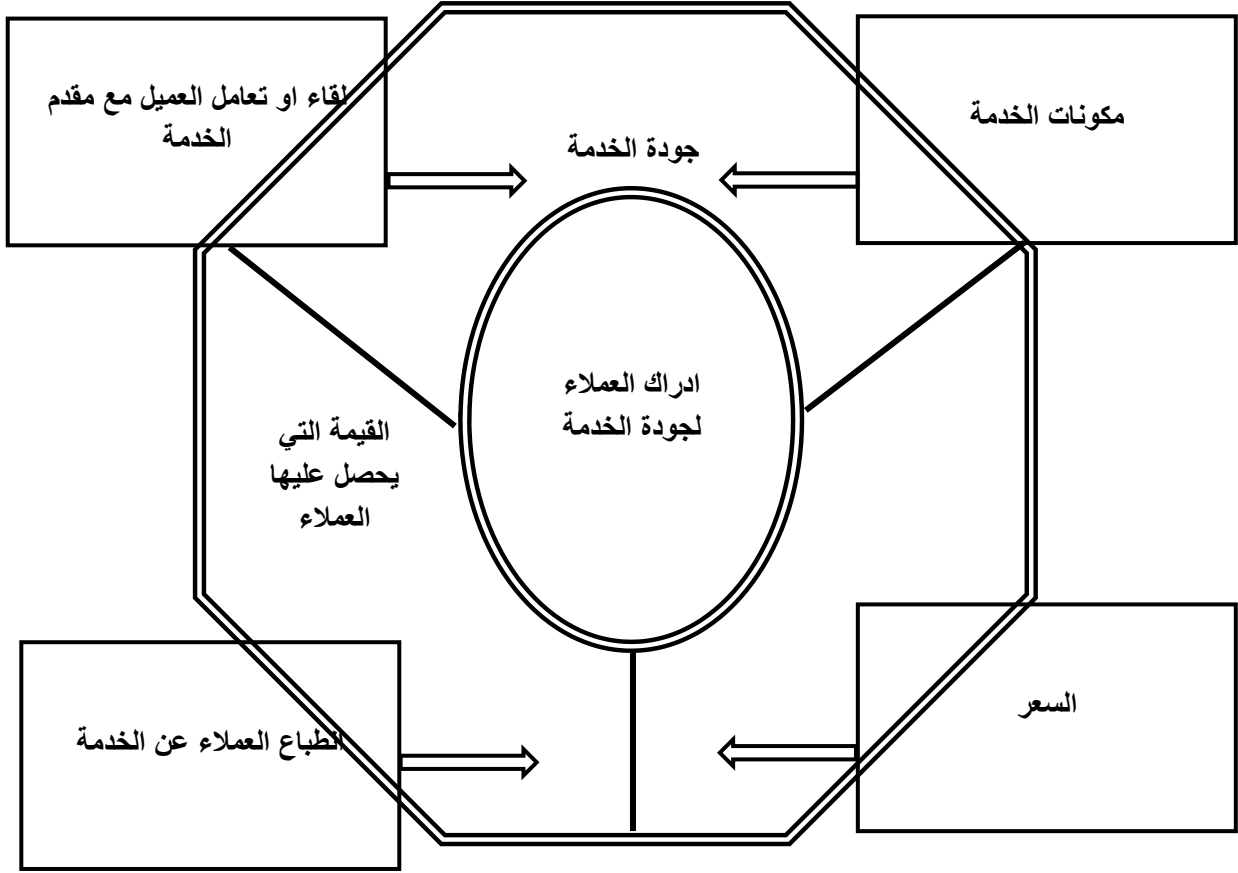 مكونات الخدمة
لقاء او تعامل العميل مع مقدم
الخدمة
جودة الخدمة
ادراك العملاء
لجودة الخدمة
القيمة التي
يحصل عليها
العملاء
السعر
انطباع العملاء عن الخدمة